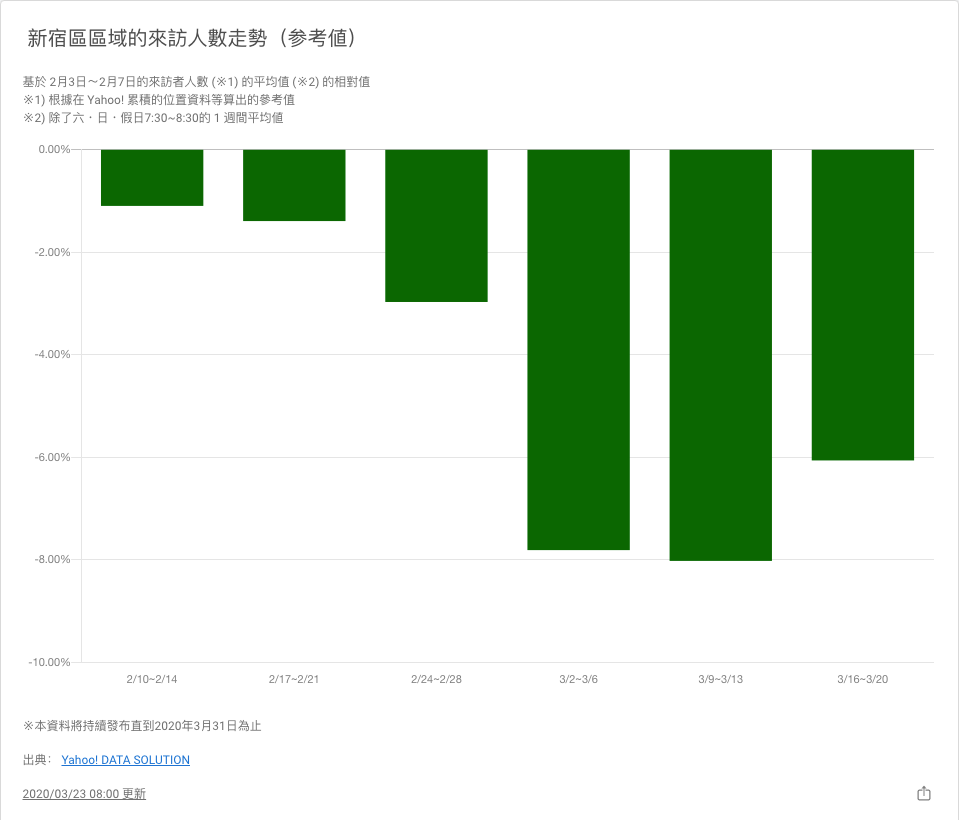 新宿區區域的來訪人數走勢（参考値）
基於 2月3日～2月7日的來訪者人數 (※1) 的平均值 (※2) 的相對值
※1) 根據在 Yahoo! 累積的位置資料等算出的參考值
※2) 除了六・日・假日7:30~8:30的 1 週間平均値
0.00%
-2.00%
-4.00%
-6.00%
-8.00%
-10.00%
2/10~2/14 2/17~2/21 2/24~2/28 3/2~3/6 3/9~3/13 3/16~3/20
※本資料將持續發布直到2020年3月31日為止
出典： Yahoo! DATA SOLUTION
2020/03/23 08:00 更新